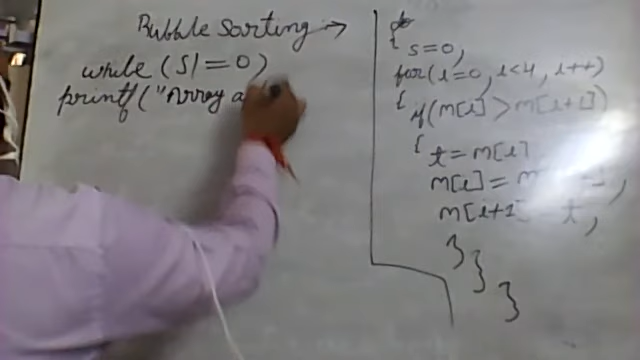 Bubble Sorting →
while (s!=0)
printf("Array a
do
{ s=0,
for(i=0, i<4, i++)
{ if(m[i]>m[i+1])
{ t=m[i]
m[i]=m
m[i+1] t,
}
}
}